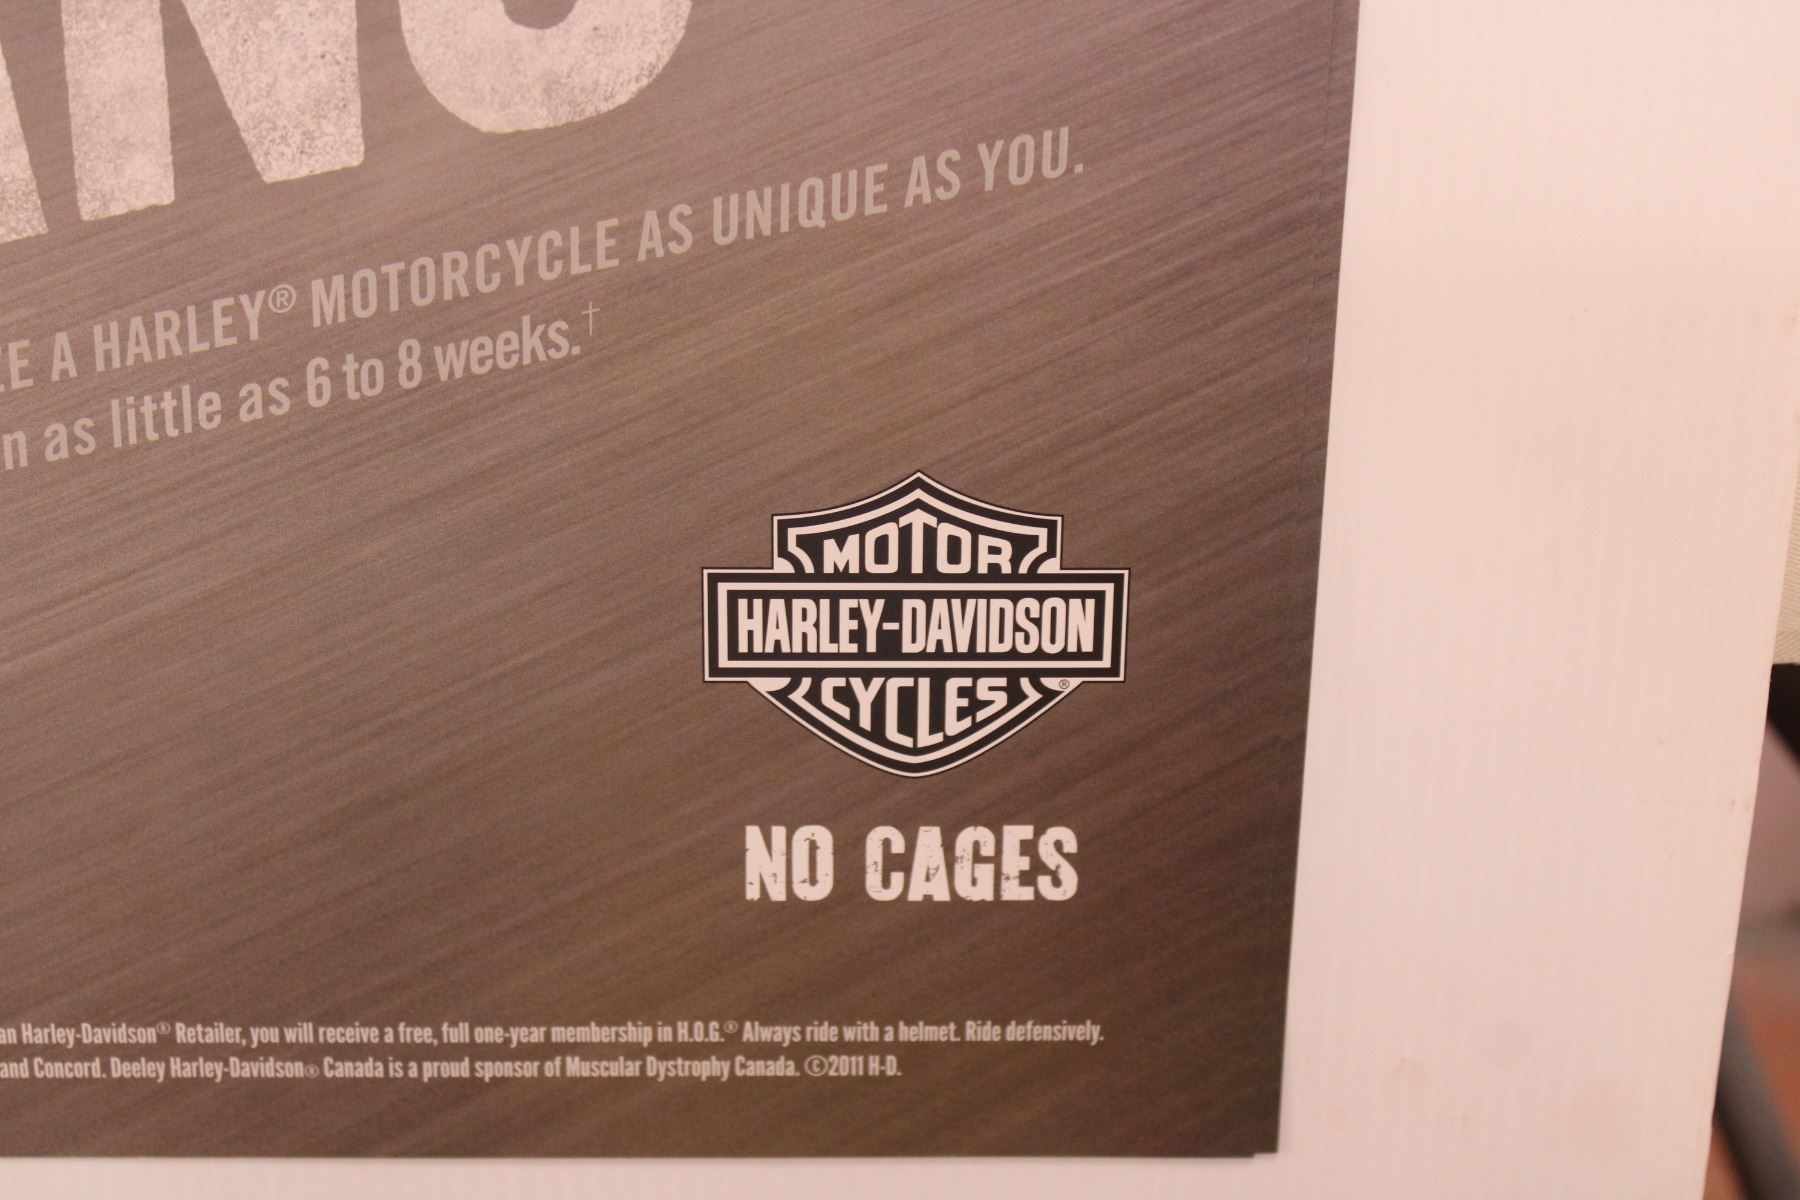 A HARLEY® MOTORCYCLE AS UNIQUE AS YOU.
as little as 6 to 8 weeks.†
MOTOR
HARLEY-DAVIDSON
CYCLES ®
NO CAGES
an Harley-Davidson® Retailer, you will receive a free, full one-year membership in H.O.G.® Always ride with a helmet. Ride defensively.
and Concord. Deeley Harley-Davidson® Canada is a proud sponsor of Muscular Dystrophy Canada. ©2011 H-D.